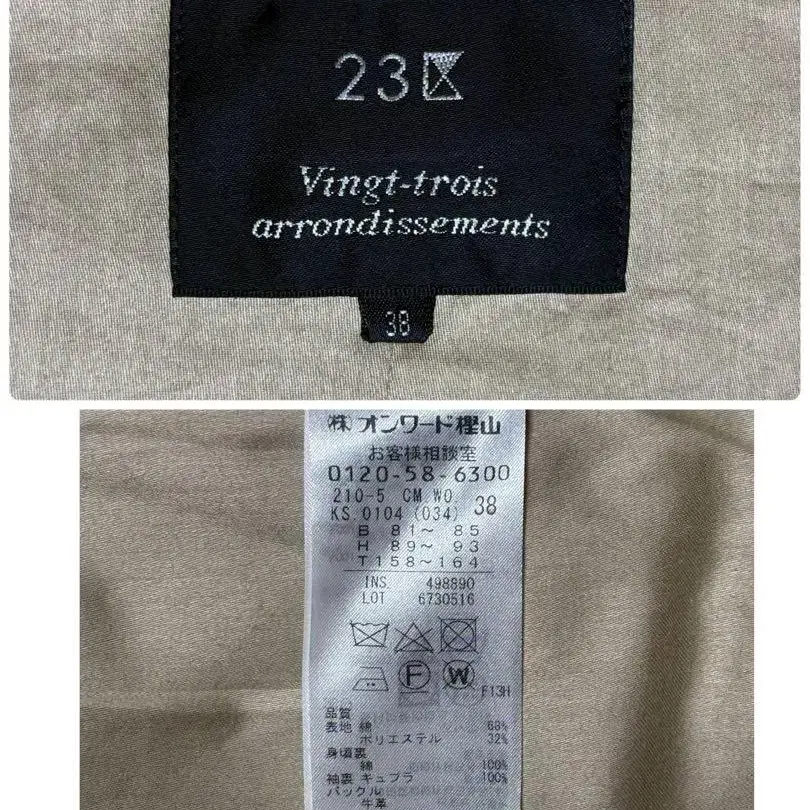 23区
Vingt-trois
arrondissements
38
㈱オンワード樫山
お客様相談室
0120-58-6300
210-5 CM WO
KS 0104 (034) 38
B 81〜 85
H 89〜 93
T158〜164
INS 498890
LOT 6730516
F W F13H
品質
表地 綿 68%
ポリエステル 32%
身頃裏
綿 100%
袖裏 キュプラ 100%
バックル
牛革